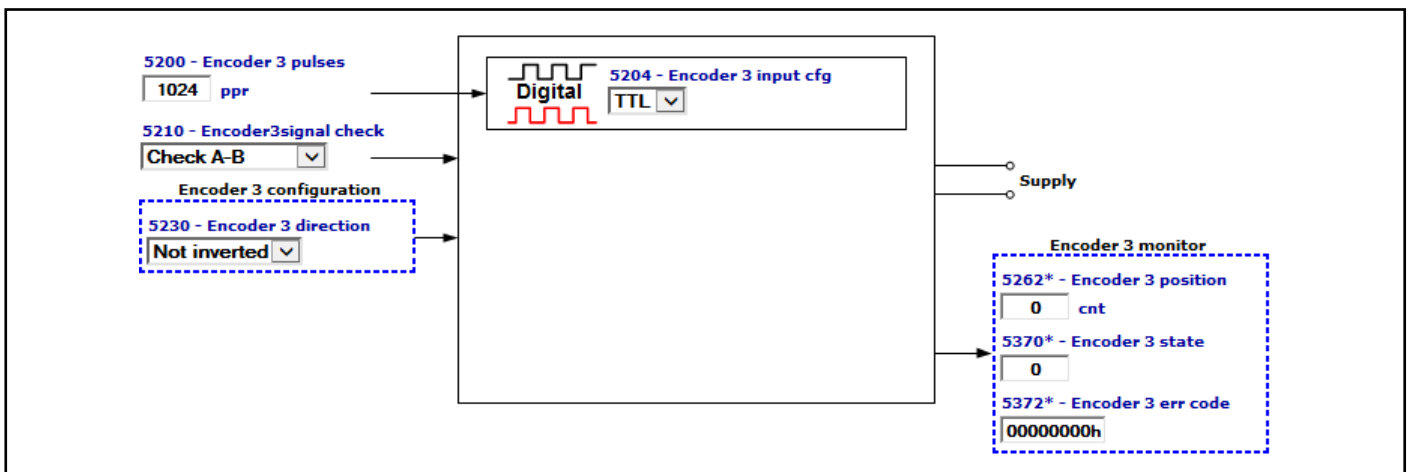 5200 - Encoder 3 pulses
1024 ppr
5210 - Encoder3signal check
Check A-B
Encoder 3 configuration
5230 - Encoder 3 direction
Not inverted
Digital
5204 - Encoder 3 input cfg
TTL
Supply
Encoder 3 monitor
5262* - Encoder 3 position
0 cnt
5370* - Encoder 3 state
0
5372* - Encoder 3 err code
00000000h